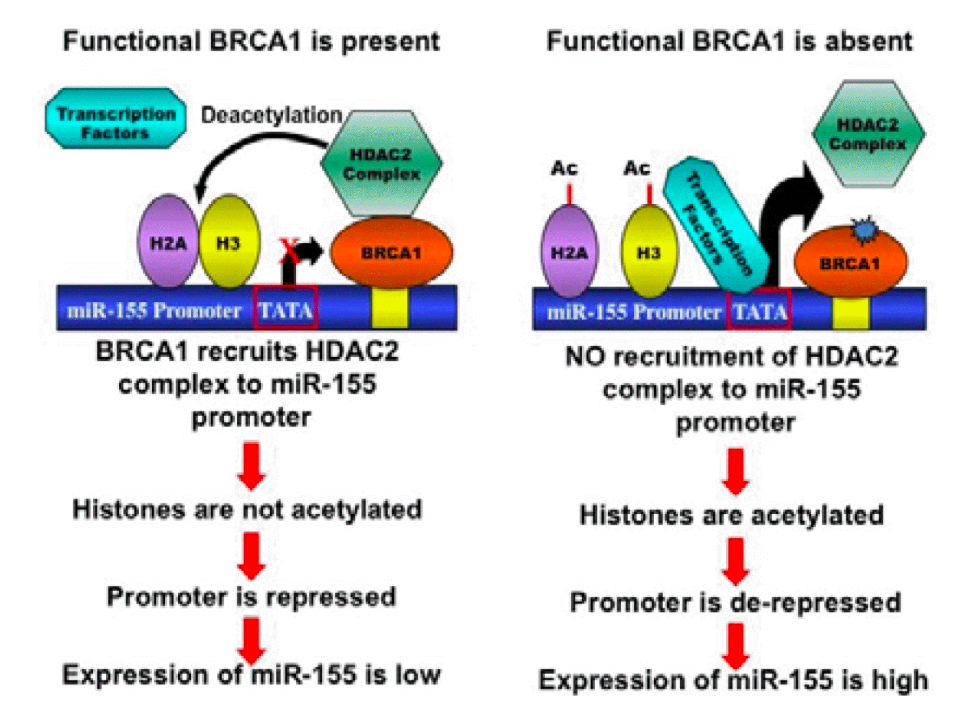 Functional BRCA1 is present
Transcription
Factors
Deacetylation
HDAC2
Complex
H2A
H3
X
BRCA1
miR-155 Promoter
TATA
BRCA1 recruits HDAC2
complex to miR-155
promoter
Histones are not acetylated
Promoter is repressed
Expression of miR-155 is low
Functional BRCA1 is absent
HDAC2
Complex
Ac
Ac
Transcription
Factors
H2A
H3
BRCA1
miR-155 Promoter
TATA
NO recruitment of HDAC2
complex to miR-155
promoter
Histones are acetylated
Promoter is de-repressed
Expression of miR-155 is high